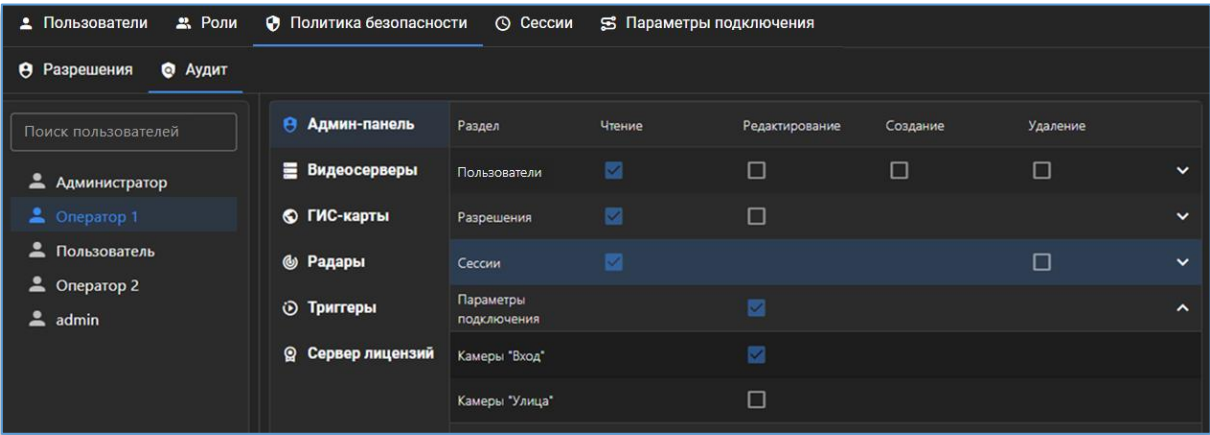 Пользователи Роли Политика безопасности Сессии Параметры подключения
Разрешения Аудит
Поиск пользователей
Администратор
Оператор 1
Пользователь
Оператор 2
admin
Админ-панель
Видеосерверы
ГИС-карты
Радары
Триггеры
Сервер лицензий
Раздел Чтение Редактирование Создание Удаление
Пользователи
Разрешения
Сессии
Параметры
подключения
Камеры "Вход"
Камеры "Улица"